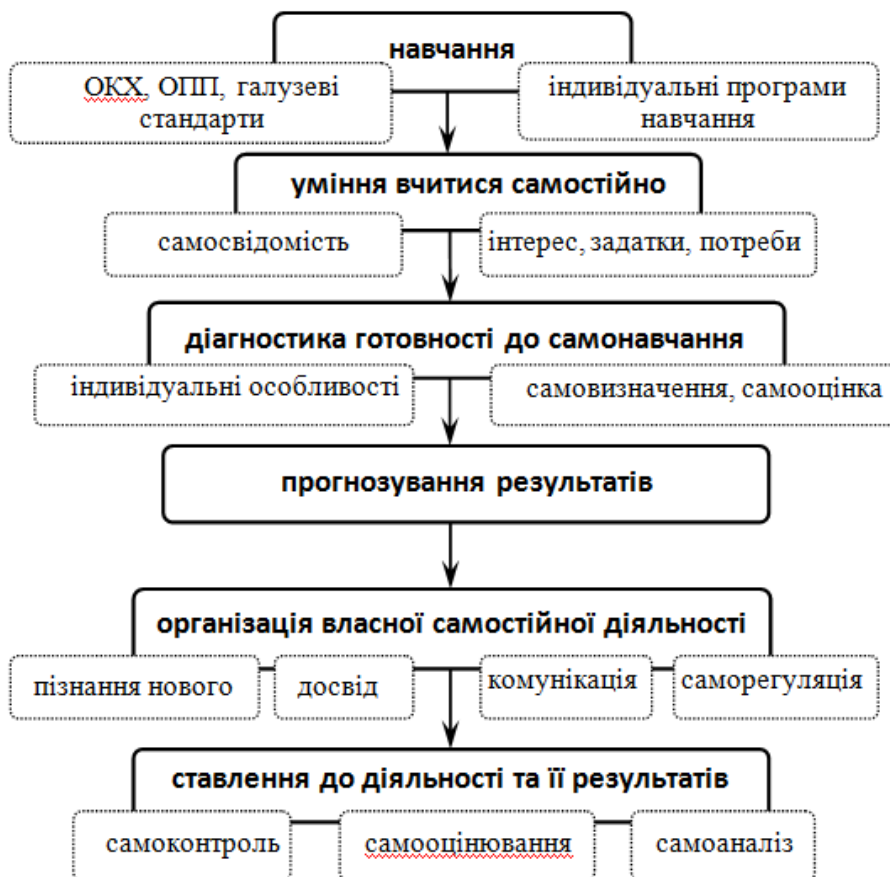 навчання
ОКХ, ОПП, галузеві
стандарти
індивідуальні програми
навчання
уміння вчитися самостійно
самосвідомість
інтерес, задатки, потреби
діагностика готовності до самонавчання
індивідуальні особливості
самовизначення, самооцінка
прогнозування результатів
організація власної самостійної діяльності
пізнання нового
досвід
комунікація
саморегуляція
ставлення до діяльності та її результатів
самоконтроль
самооцінювання
самоаналіз